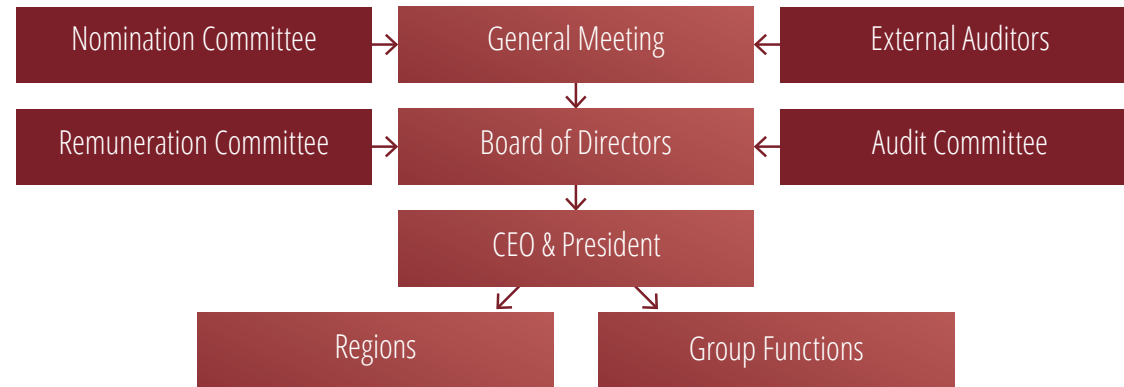 Nomination Committee
General Meeting
External Auditors
Remuneration Committee
Board of Directors
Audit Committee
CEO & President
Regions
Group Functions